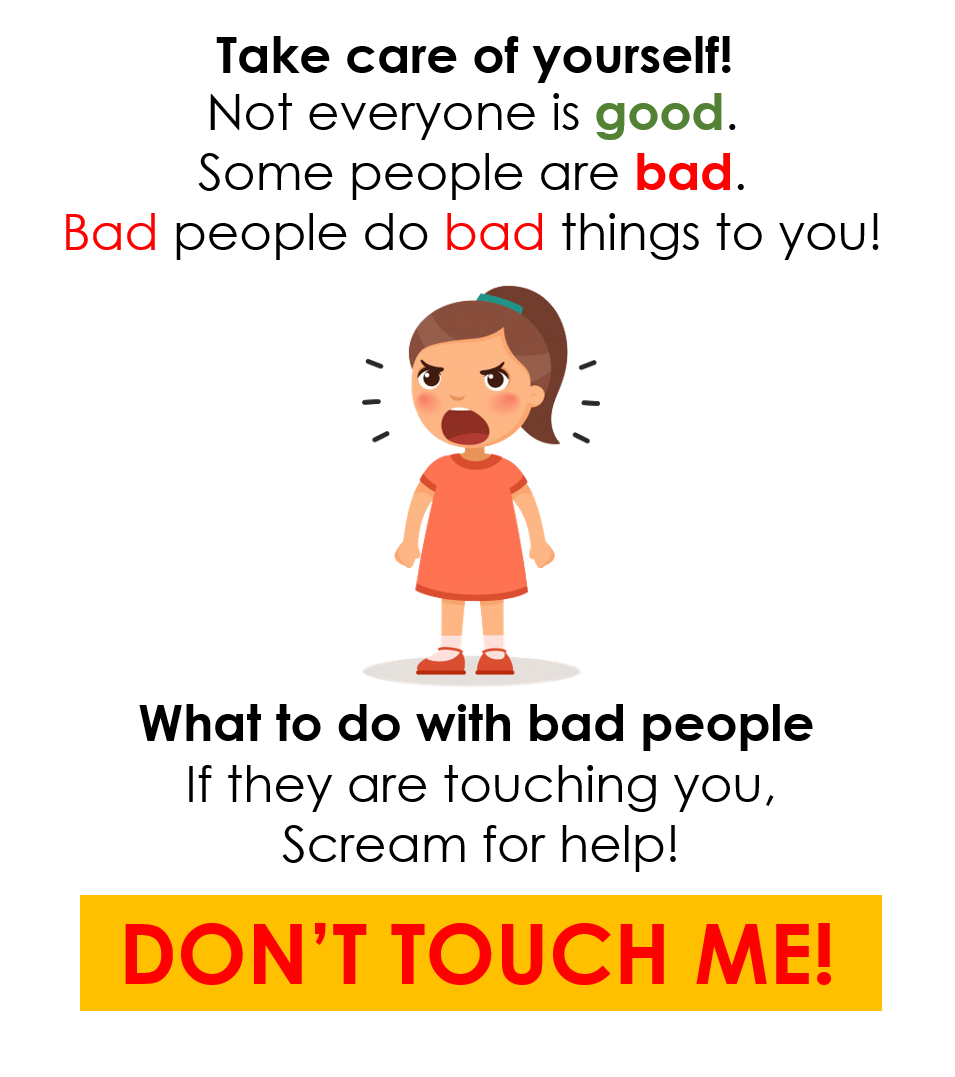 Take care of yourself!
Not everyone is good.
Some people are bad.
Bad people do bad things to you!
What to do with bad people
If they are touching you,
Scream for help!
DON’T TOUCH ME!